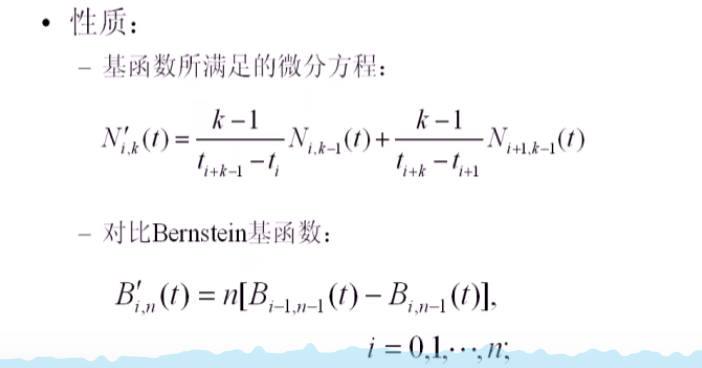 • 性质：
– 基函数所满足的微分方程：
N′_{i,k}(t) = \frac{k−1}{t_{i+k−1} − t_i} N_{i,k−1}(t) + \frac{k−1}{t_{i+k} − t_{i+1}} N_{i+1,k−1}(t)
– 对比Bernstein基函数：
B′_{i,n}(t) = n[B_{i−1,n−1}(t) − B_{i,n−1}(t)],
i = 0,1,⋯,n;